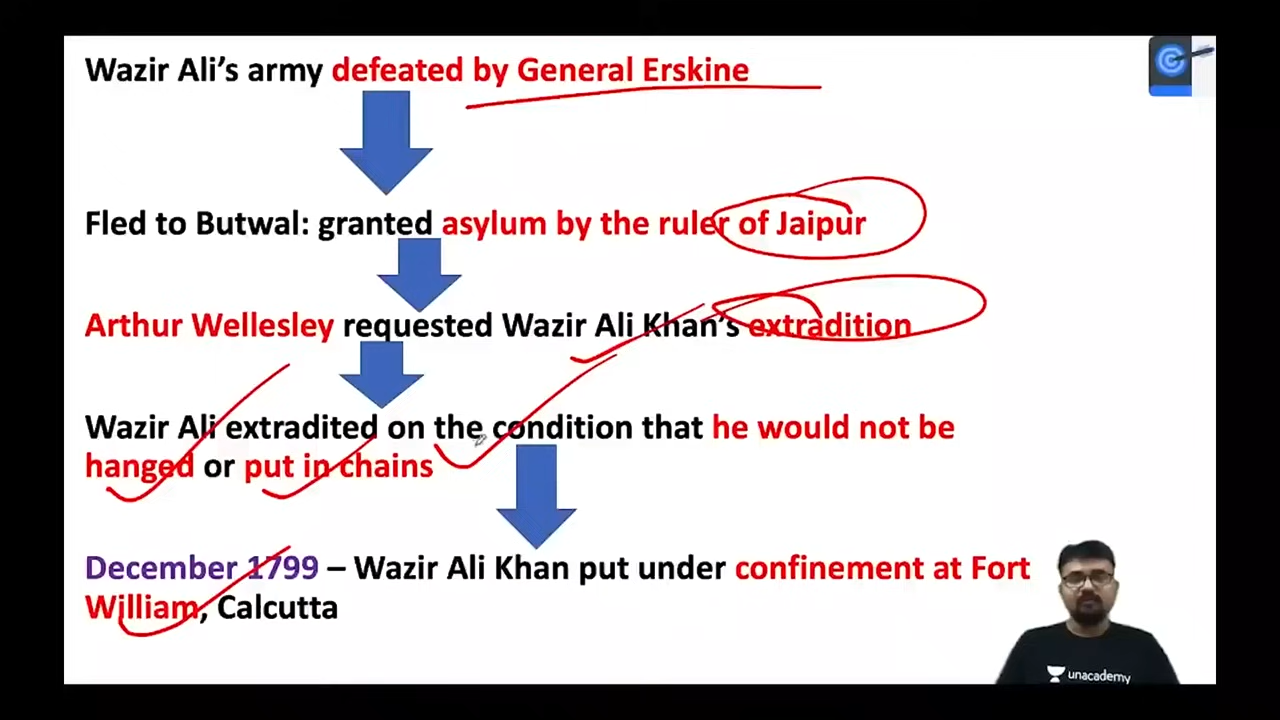 Wazir Ali’s army defeated by General Erskine
Fled to Butwal: granted asylum by the ruler of Jaipur
Arthur Wellesley requested Wazir Ali Khan’s extradition
Wazir Ali extradited on the condition that he would not be
hanged or put in chains
December 1799 – Wazir Ali Khan put under confinement at Fort
William, Calcutta
unacademy